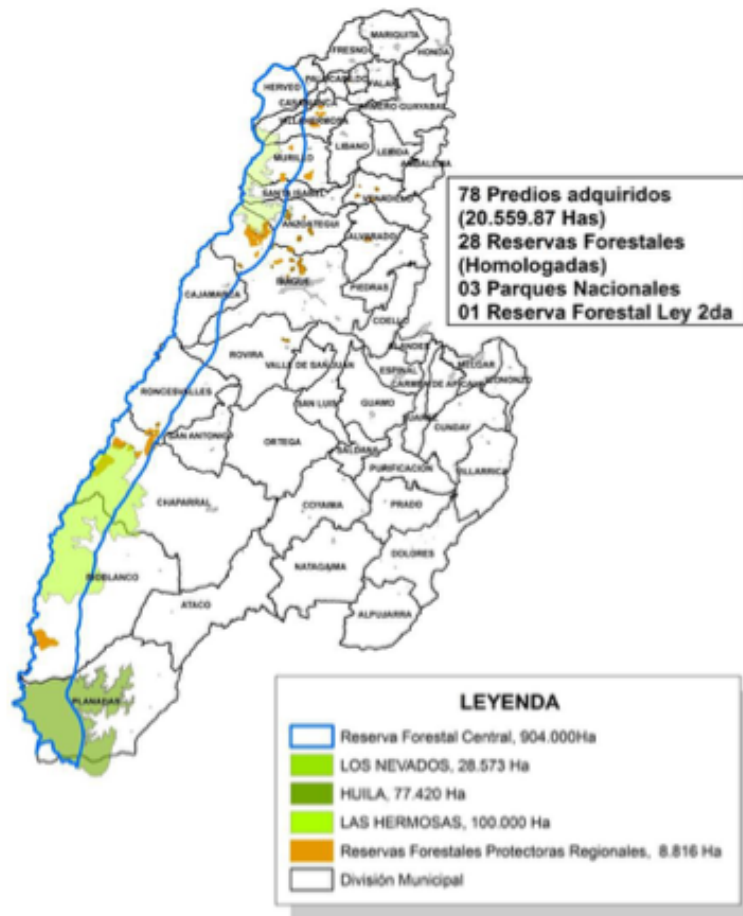 MARIQUITA
FRESNO
HONDA
HERVEO
FALAN
CASABIANCA
ARMERO GUAYABAL
VILLAHERMOSA
LIBANO
LERIDA
MURILLO
SANTA ISABEL
VENADILLO
ANZOATEGUI
ALVARADO
78 Predios adquiridos
(20.559.87 Has)
28 Reservas Forestales
(Homologadas)
03 Parques Nacionales
01 Reserva Forestal Ley 2da
IBAGUE
PIEDRAS
CAJAMARCA
COELLO
ROVIRA
VALLE DE SAN JUAN
ESPINAL
MELGAR
CARMEN DE APICALA
RONCESVALLES
SAN LUIS
GUAMO
CUNDAY
SAN ANTONIO
ORTEGA
SALDAÑA
PURIFICACION
VILLARRICA
CHAPARRAL
COYAIMA
PRADO
DOLORES
NATAGAIMA
RIOBLANCO
ATACO
ALPUJARRA
PLANADAS
LEYENDA
Reserva Forestal Central, 904.000Ha
LOS NEVADOS, 28.573 Ha
HUILA, 77.420 Ha
LAS HERMOSAS, 100.000 Ha
Reservas Forestales Protectoras Regionales, 8.816 Ha
División Municipal